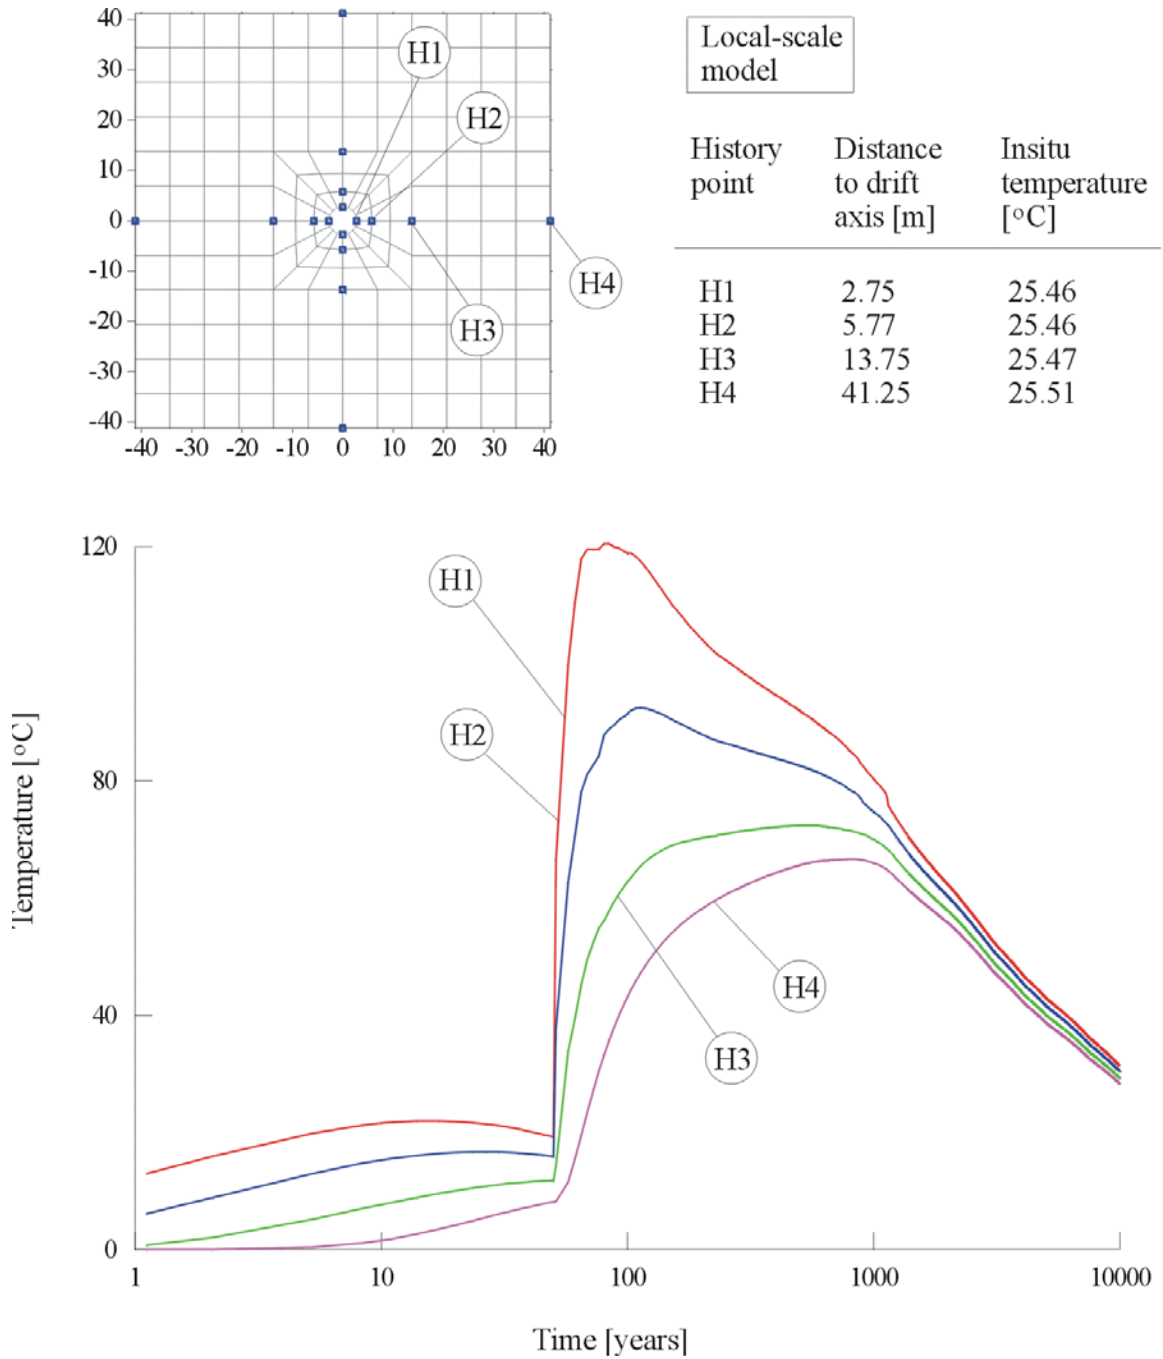 40
30
20
10
0
-10
-20
-30
-40
-40 -30 -20 -10 0 10 20 30 40
H1
H2
H3
H4
Local-scale
model
History Distance Insitu
point to drift temperature
axis [m] [°C]
H1 2.75 25.46
H2 5.77 25.46
H3 13.75 25.47
H4 41.25 25.51
120
80
40
0
Temperature [°C]
H1
H2
H4
H3
1 10 100 1000 10000
Time [years]